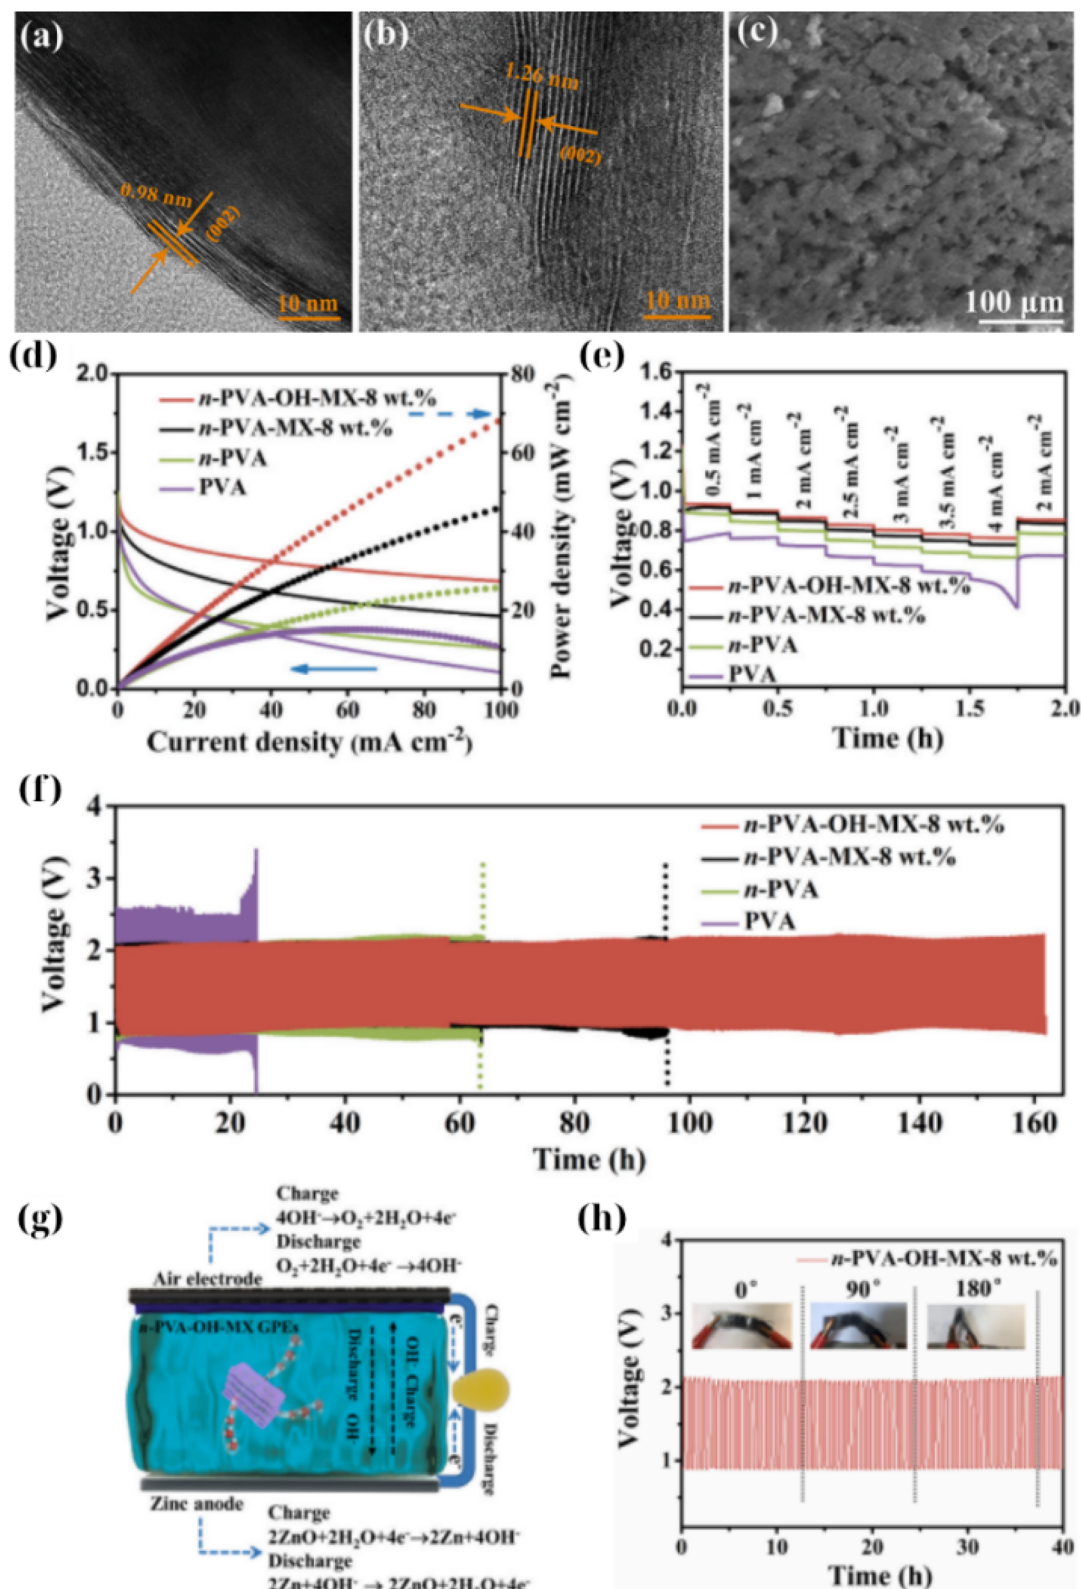 (a)
0.98 nm
(002)
10 nm
(b)
1.26 nm
(002)
10 nm
(c)
100 µm
(d)
2.0
1.5
1.0
0.5
0.0
Voltage (V)
n-PVA-OH-MX-8 wt.%
n-PVA-MX-8 wt.%
n-PVA
PVA
80
60
40
20
0
Power density (mW cm⁻²)
0 20 40 60 80 100
Current density (mA cm⁻²)
(e)
1.6
1.4
1.2
1.0
0.8
0.6
0.4
0.2
Voltage (V)
0.5 mA cm⁻²
1 mA cm⁻²
2 mA cm⁻²
2.5 mA cm⁻²
3 mA cm⁻²
3.5 mA cm⁻²
4 mA cm⁻²
2 mA cm⁻²
n-PVA-OH-MX-8 wt.%
n-PVA-MX-8 wt.%
n-PVA
PVA
0.0 0.5 1.0 1.5 2.0
Time (h)
(f)
4
3
2
1
0
Voltage (V)
n-PVA-OH-MX-8 wt.%
n-PVA-MX-8 wt.%
n-PVA
PVA
0 20 40 60 80 100 120 140 160
Time (h)
(g)
Charge
4OH⁻→O₂+2H₂O+4e⁻
Discharge
O₂+2H₂O+4e⁻→4OH⁻
Air electrode
n-PVA-OH-MX GPEs
Discharge OH⁻
OH⁻ Charge
e⁻
e⁻
Charge
Discharge
Zinc anode
Charge
2ZnO+2H₂O+4e⁻→2Zn+4OH⁻
Discharge
2Zn+4OH⁻ → 2ZnO+2H₂O+4e⁻
(h)
4
3
2
1
Voltage (V)
n-PVA-OH-MX-8 wt.%
0° 90° 180°
0 10 20 30 40
Time (h)